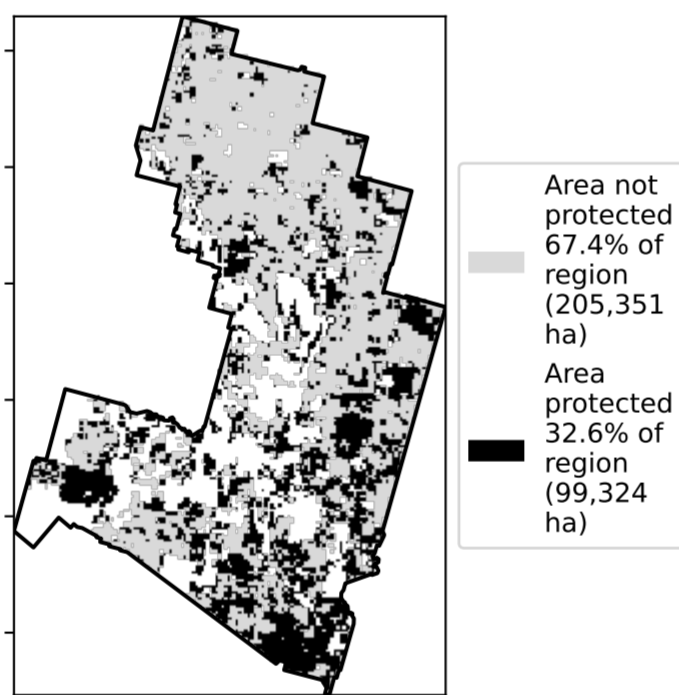 Area not
protected
67.4% of
region
(205,351
ha)
Area
protected
32.6% of
region
(99,324
ha)